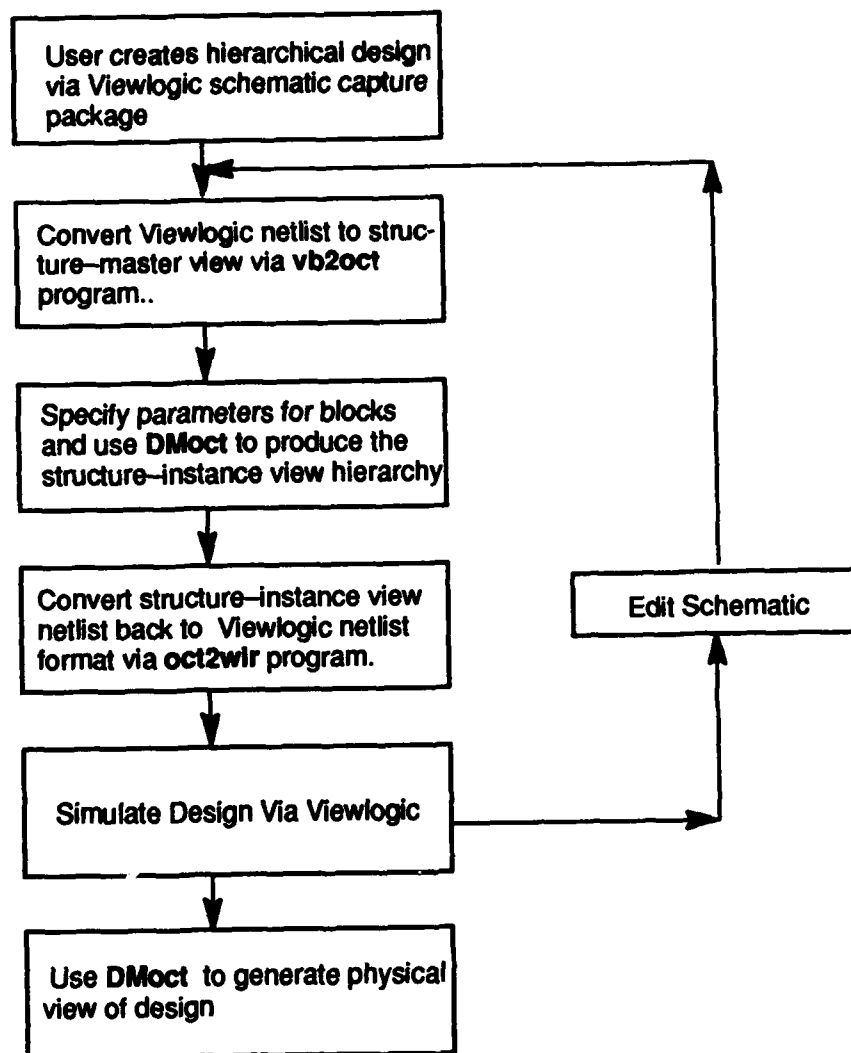 User creates hierarchical design
via Viewlogic schematic capture
package
Convert Viewlogic netlist to struc-
ture–master view via vb2oct
program..
Specify parameters for blocks
and use DMoct to produce the
structure–instance view hierarchy
Convert structure–instance view
netlist back to Viewlogic netlist
format via oct2wir program.
Edit Schematic
Simulate Design Via Viewlogic
Use DMoct to generate physical
view of design